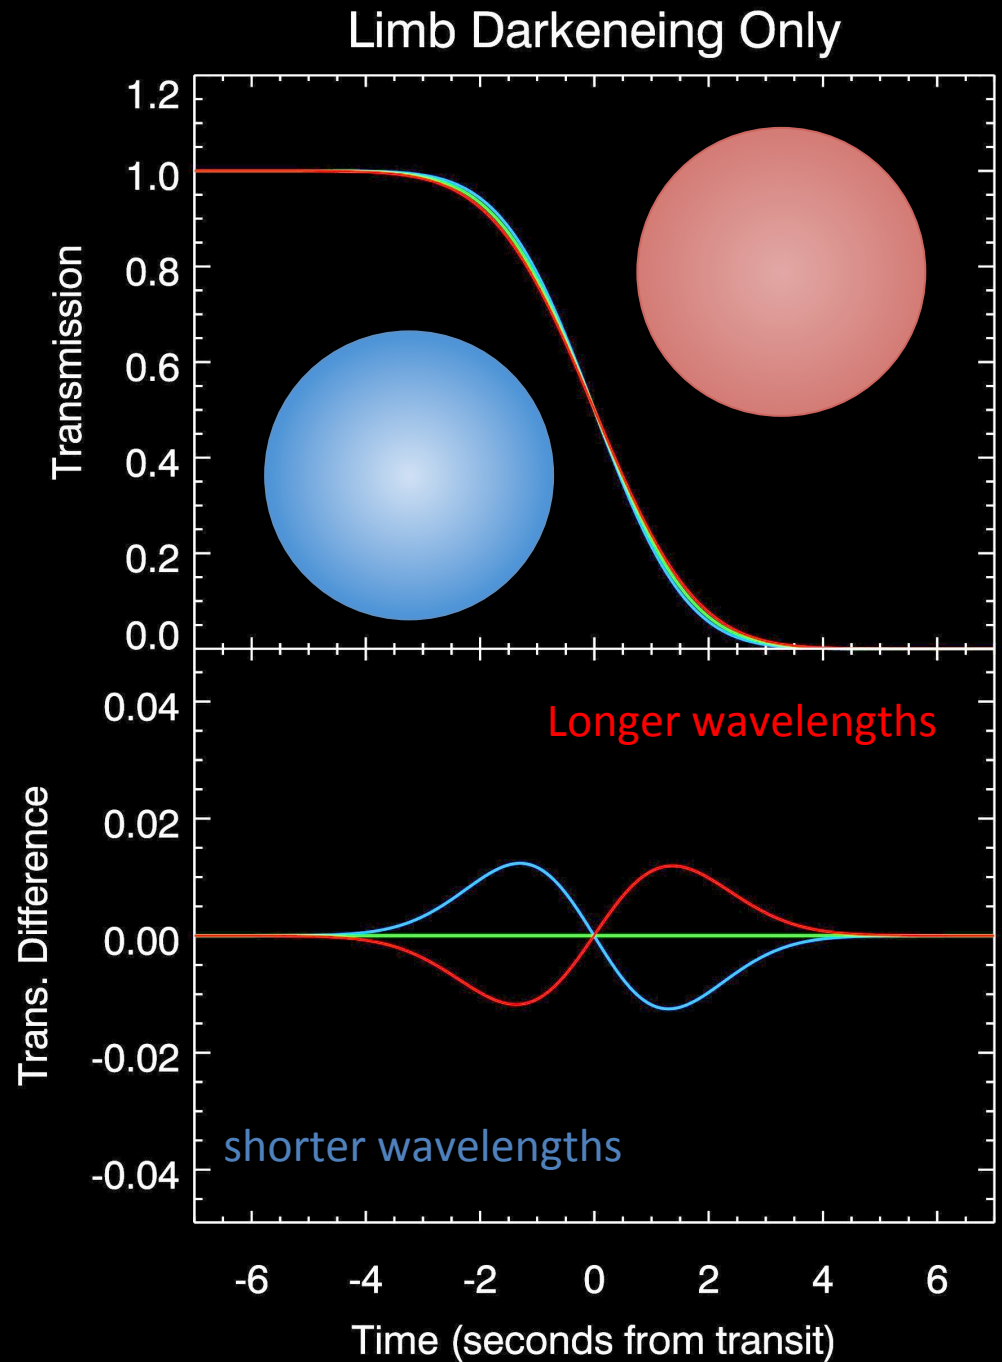 Limb Darkeneing Only
1.2
1.0
0.8
0.6
0.4
0.2
0.0
Transmission
0.04
0.02
0.00
-0.02
-0.04
Trans. Difference
Longer wavelengths
shorter wavelengths
-6 -4 -2 0 2 4 6
Time (seconds from transit)